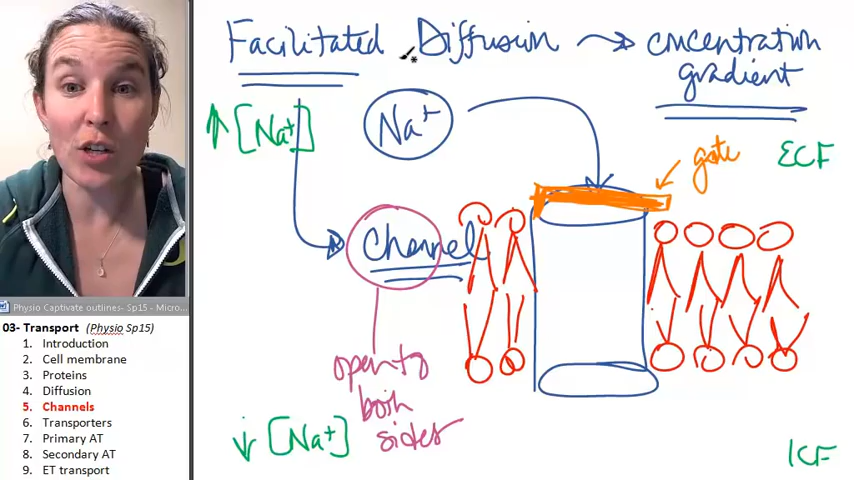 Facilitated Diffusion → concentration
gradient
↑ [Na+]
Na+
ECF
gate
Channel
open to
both
sides
↓ [Na+]
ICF
Physio Captivate outlines- Sp15 - Micro...
03- Transport (Physio Sp15)
1. Introduction
2. Cell membrane
3. Proteins
4. Diffusion
5. Channels
6. Transporters
7. Primary AT
8. Secondary AT
9. ET transport